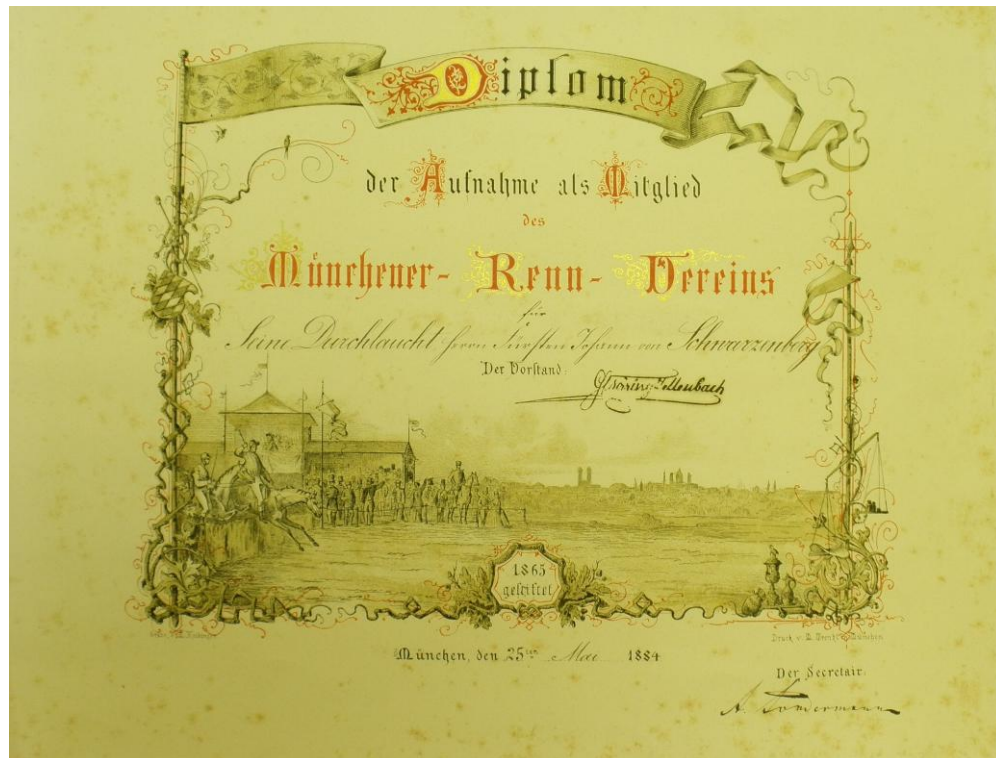 Diplom
der Aufnahme als Mitglied
des
Münchener- Renn- Vereins
für
Seine Durchlaucht Herrn Fürsten Johann von Schwarzenberg
Der Vorstand:
1865
gestiftet
Druck v.
München, den 25ten Mai 1884
Der Secretair: